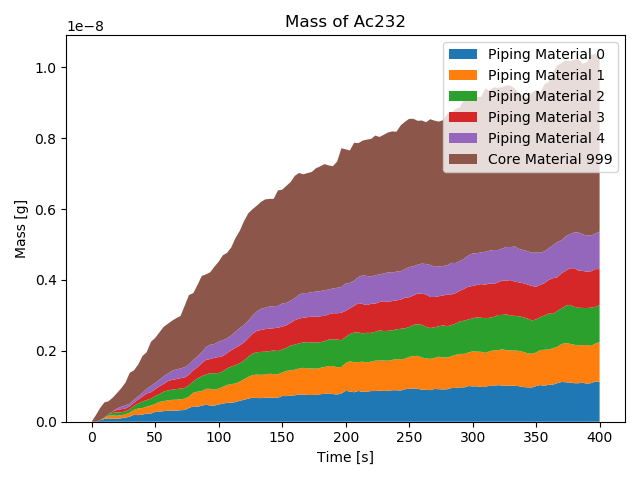 Mass of Ac232
1e−8
Piping Material 0
Piping Material 1
Piping Material 2
Piping Material 3
Piping Material 4
Core Material 999
1.0
0.8
0.6
0.4
0.2
0.0
Mass [g]
0 50 100 150 200 250 300 350 400
Time [s]